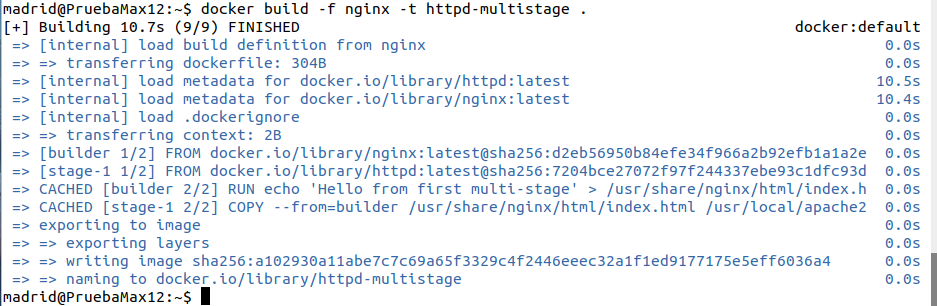 madrid@PruebaMax12:~$ docker build -f nginx -t httpd-multistage .
[+] Building 10.7s (9/9) FINISHED docker:default
=> [internal] load build definition from nginx 0.0s
=> => transferring dockerfile: 304B 0.0s
=> [internal] load metadata for docker.io/library/httpd:latest 10.5s
=> [internal] load metadata for docker.io/library/nginx:latest 10.4s
=> [internal] load .dockerignore 0.0s
=> => transferring context: 2B 0.0s
=> [builder 1/2] FROM docker.io/library/nginx:latest@sha256:d2eb56950b84efe34f966a2b92efb1a1a2e 0.0s
=> [stage-1 1/2] FROM docker.io/library/httpd:latest@sha256:7204bce27072f97f244337ebe93c1dfc93d 0.0s
=> CACHED [builder 2/2] RUN echo 'Hello from first multi-stage' > /usr/share/nginx/html/index.h 0.0s
=> CACHED [stage-1 2/2] COPY --from=builder /usr/share/nginx/html/index.html /usr/local/apache2 0.0s
=> exporting to image 0.0s
=> => exporting layers 0.0s
=> => writing image sha256:a102930a11abe7c7c69a65f3329c4f2446eeec32a1f1ed9177175e5eff6036a4 0.0s
=> => naming to docker.io/library/httpd-multistage 0.0s
madrid@PruebaMax12:~$